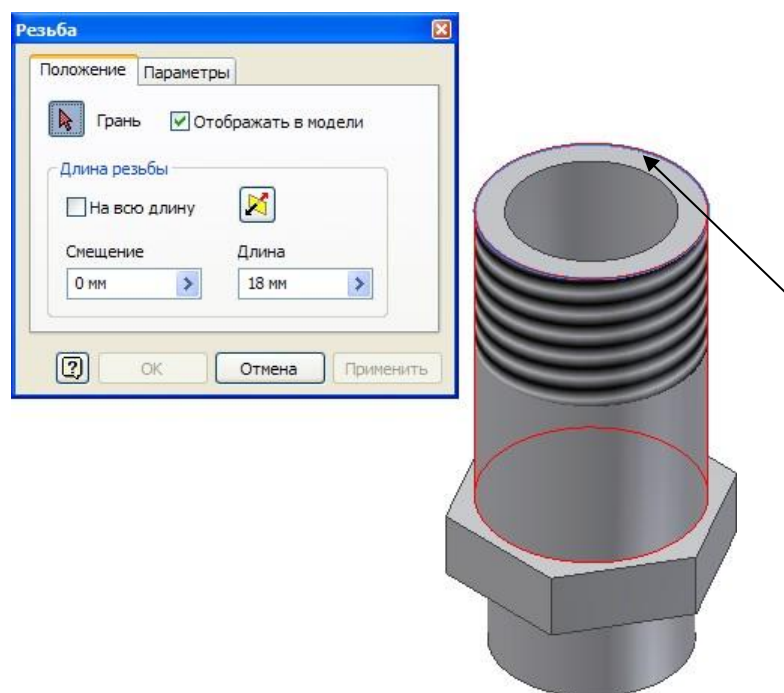 Резьба
Положение Параметры
Грань Отображать в модели
Длина резьбы
На всю длину
Смещение Длина
0 мм 18 мм
ОК Отмена Применить